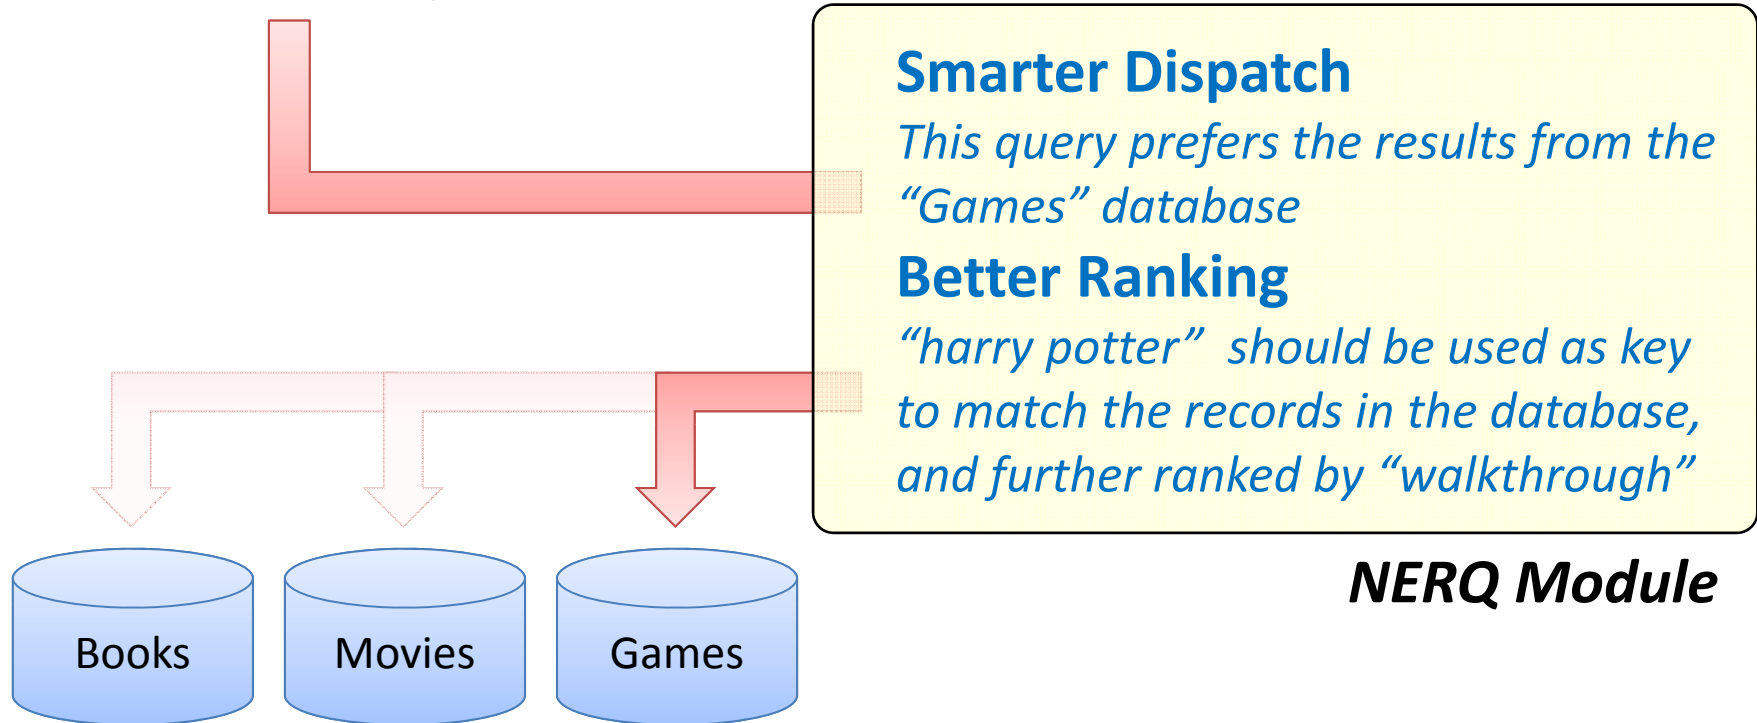 Smarter Dispatch
This query prefers the results from the
“Games” database
Better Ranking
“harry potter”  should be used as key
to match the records in the database,
and further ranked by “walkthrough”
NERQ Module
Books
Movies
Games